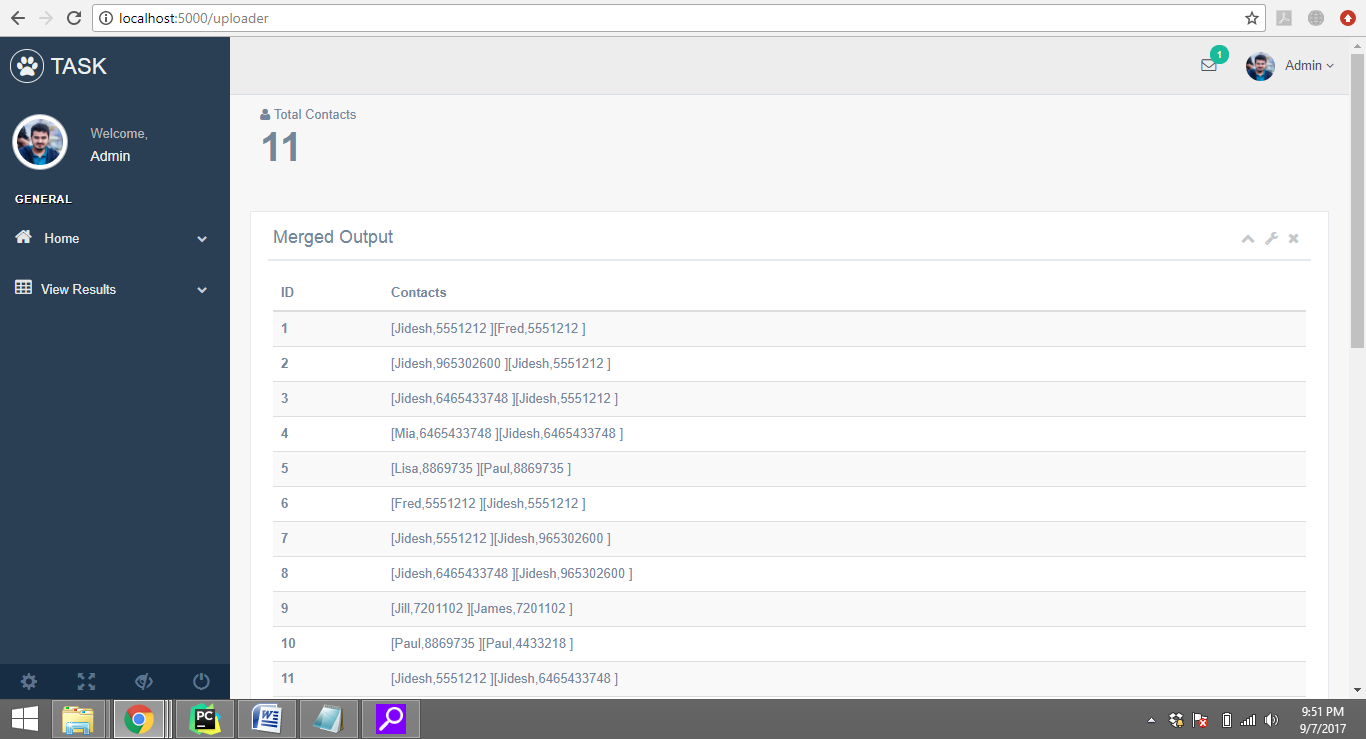 localhost:5000/uploader
TASK
1
Admin
Welcome,
Admin
GENERAL
Home
View Results
Total Contacts
11
Merged Output
ID Contacts
1 [Jidesh,5551212 ][Fred,5551212 ]
2 [Jidesh,965302600 ][Jidesh,5551212 ]
3 [Jidesh,6465433748 ][Jidesh,5551212 ]
4 [Mia,6465433748 ][Jidesh,6465433748 ]
5 [Lisa,8869735 ][Paul,8869735 ]
6 [Fred,5551212 ][Jidesh,5551212 ]
7 [Jidesh,5551212 ][Jidesh,965302600 ]
8 [Jidesh,6465433748 ][Jidesh,965302600 ]
9 [Jill,7201102 ][James,7201102 ]
10 [Paul,8869735 ][Paul,4433218 ]
11 [Jidesh,5551212 ][Jidesh,6465433748 ]
PC
W
9:51 PM
9/7/2017